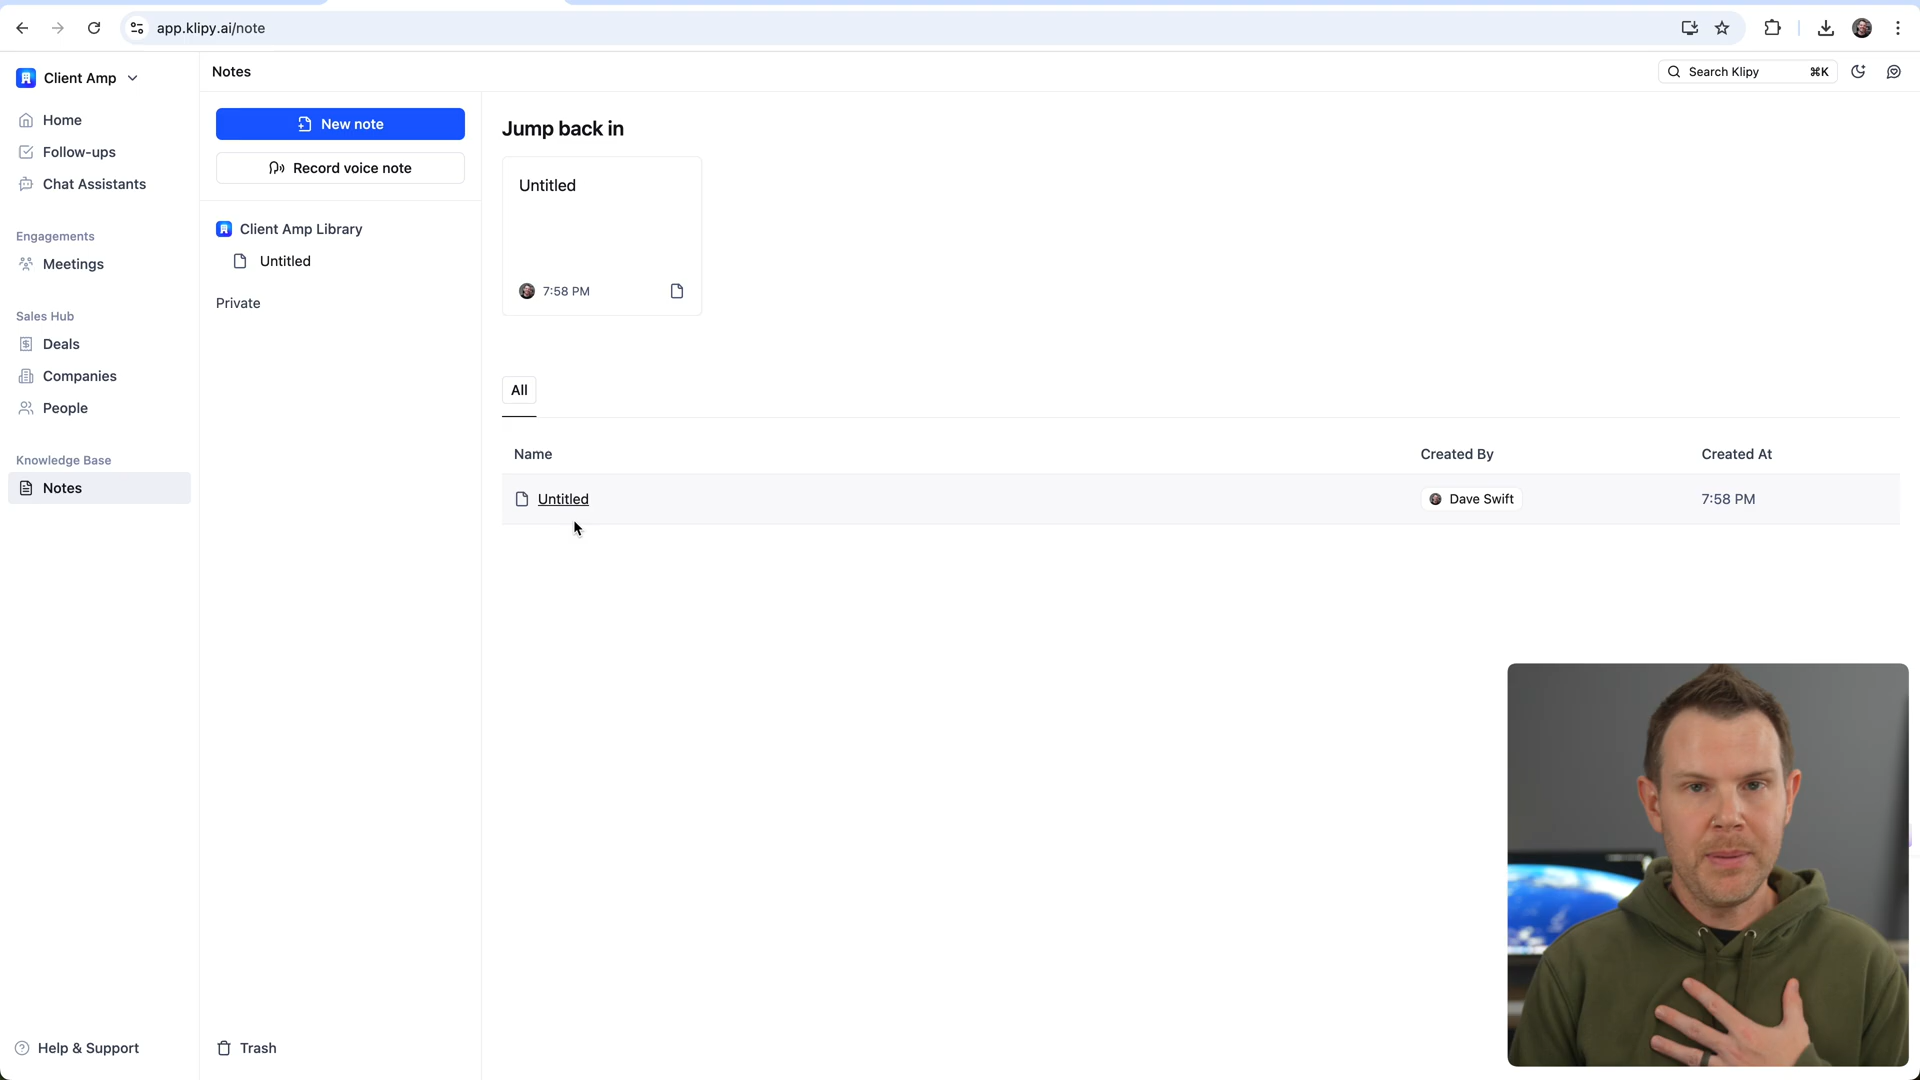 app.klipy.ai/note
Client Amp
Notes
Search Klipy ⌘K
Home
Follow-ups
Chat Assistants
Engagements
Meetings
Sales Hub
Deals
Companies
People
Knowledge Base
Notes
Help & Support
New note
Record voice note
Client Amp Library
Untitled
Private
Trash
Jump back in
Untitled
7:58 PM
All
Name Created By Created At
Untitled Dave Swift 7:58 PM